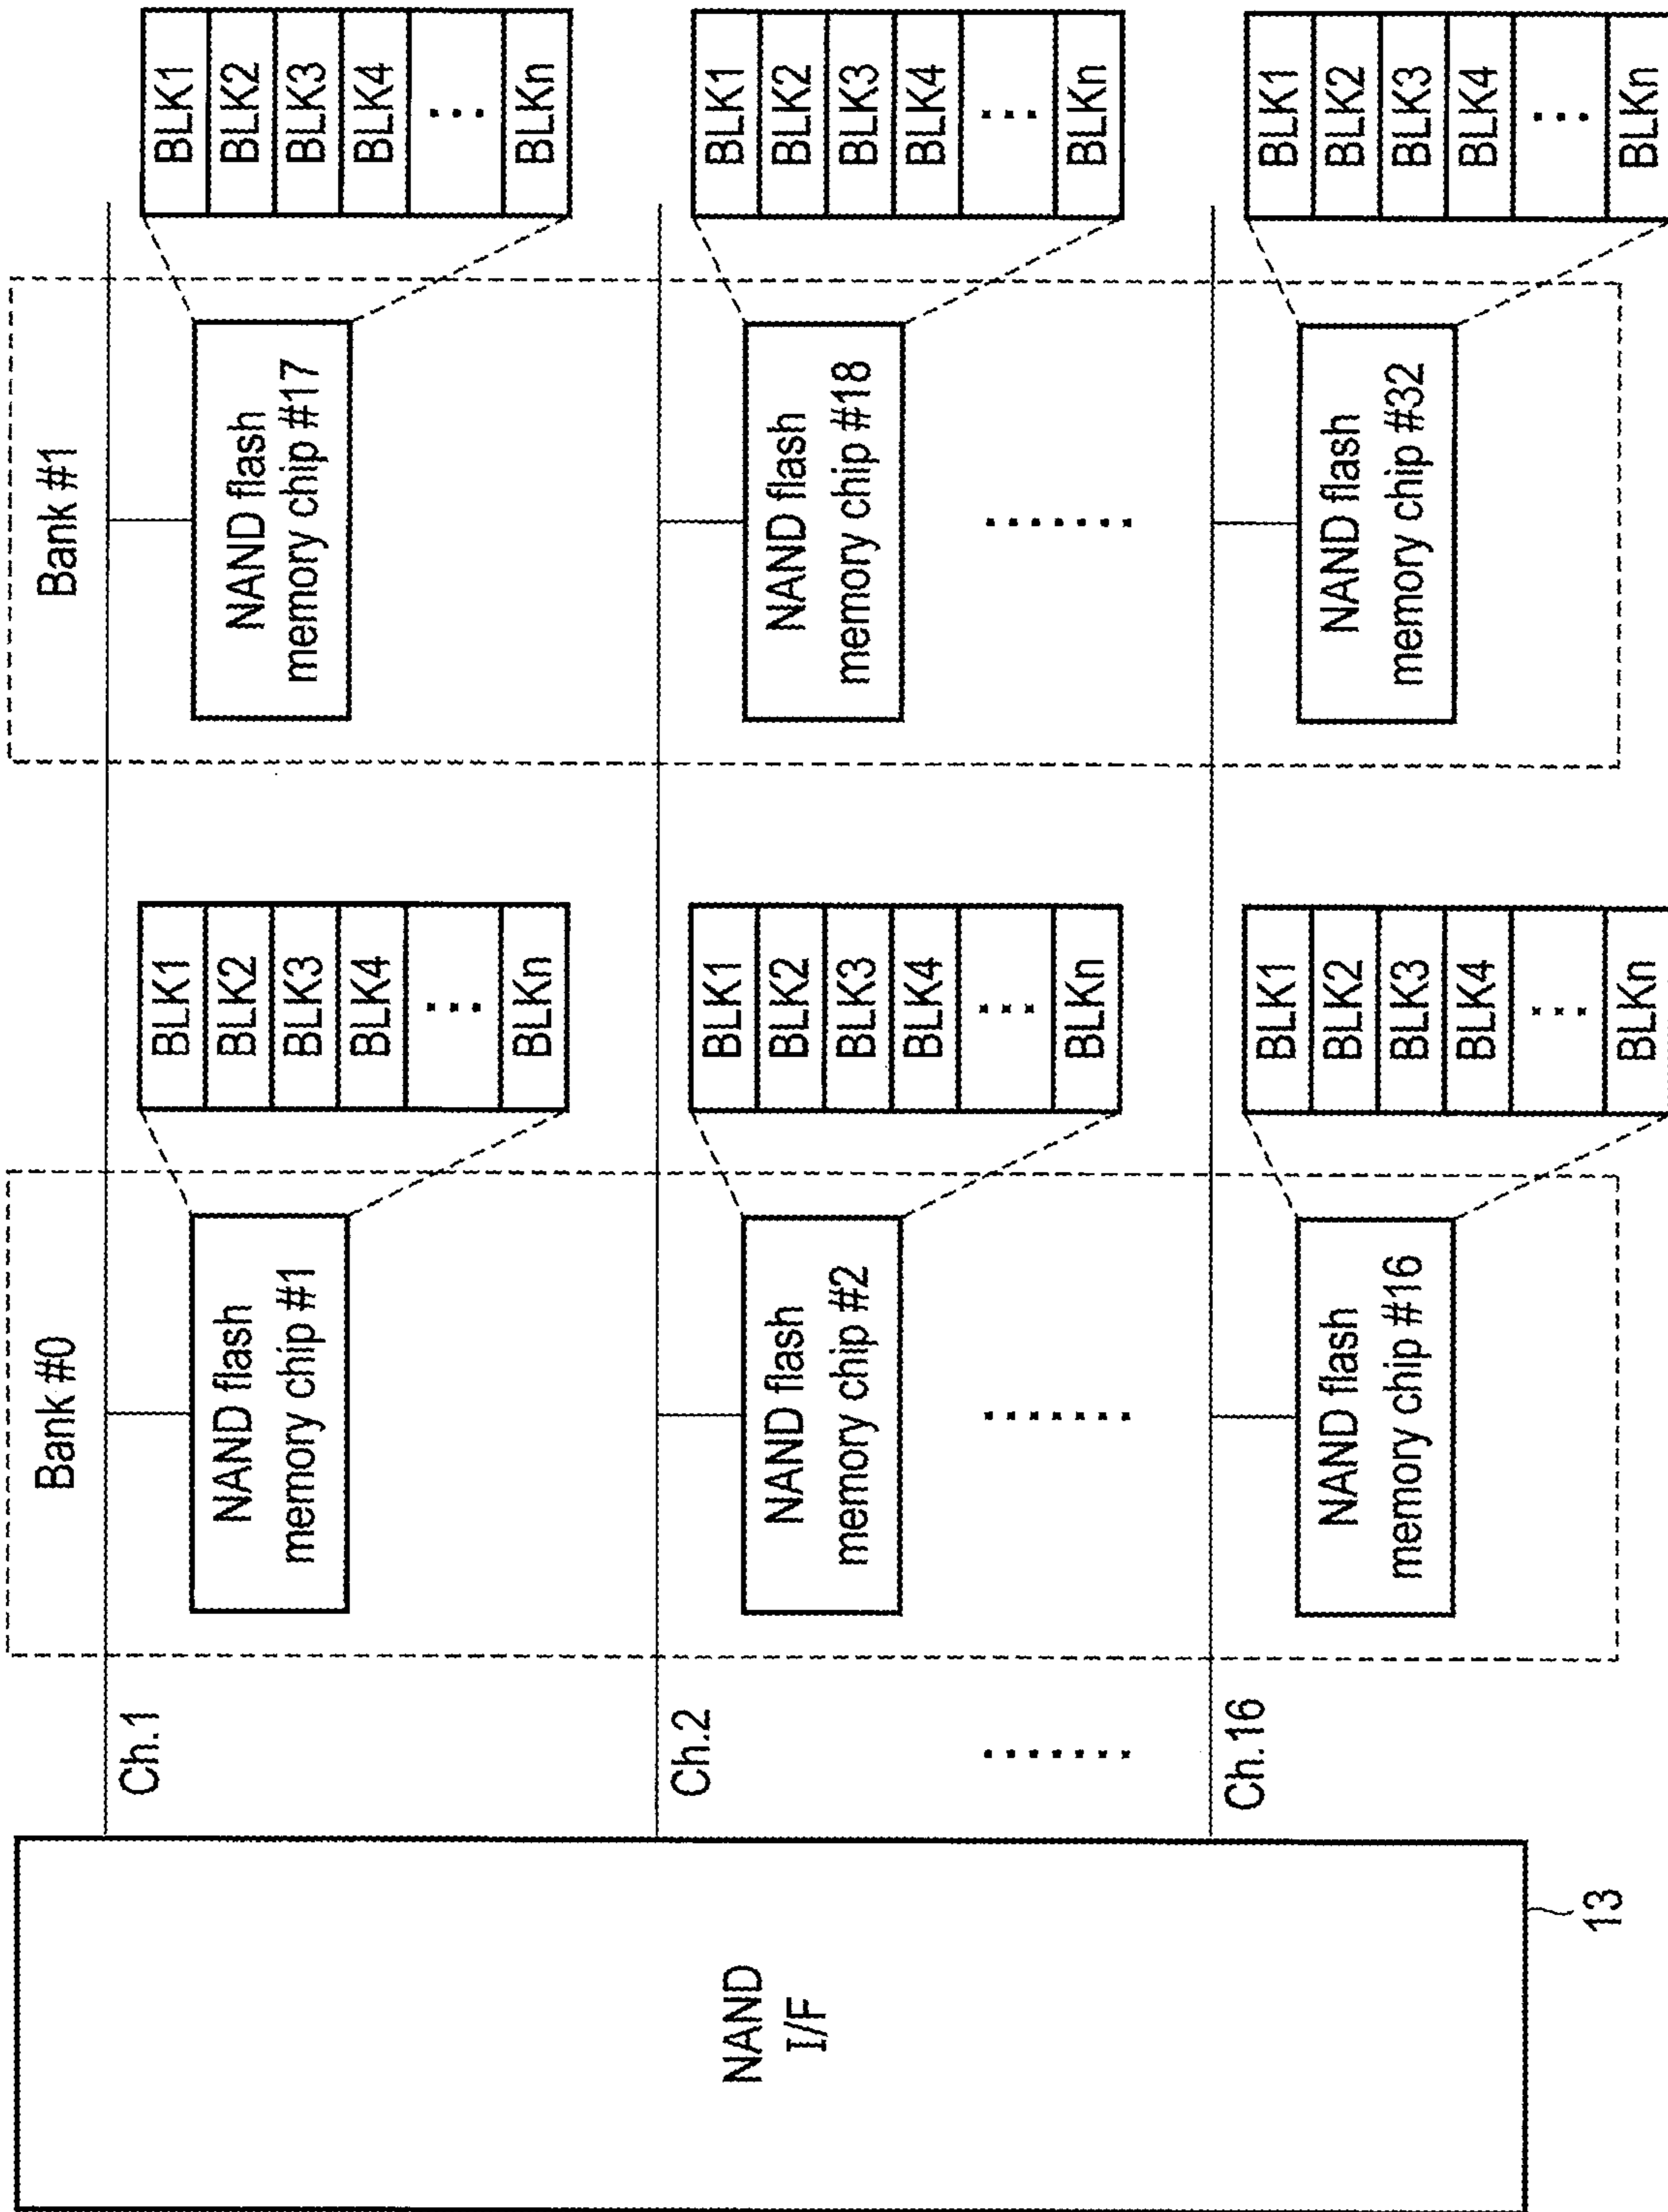 Bank #0
Bank #1
Ch.1
NAND flash
memory chip #1
BLK1
BLK2
BLK3
BLK4
...
BLKn
NAND flash
memory chip #17
BLK1
BLK2
BLK3
BLK4
...
BLKn
NAND
I/F
Ch.2
NAND flash
memory chip #2
BLK1
BLK2
BLK3
BLK4
...
BLKn
NAND flash
memory chip #18
BLK1
BLK2
BLK3
BLK4
...
BLKn
.......
.......
.......
Ch.16
NAND flash
memory chip #16
BLK1
BLK2
BLK3
BLK4
...
BLKn
NAND flash
memory chip #32
BLK1
BLK2
BLK3
BLK4
...
BLKn
13